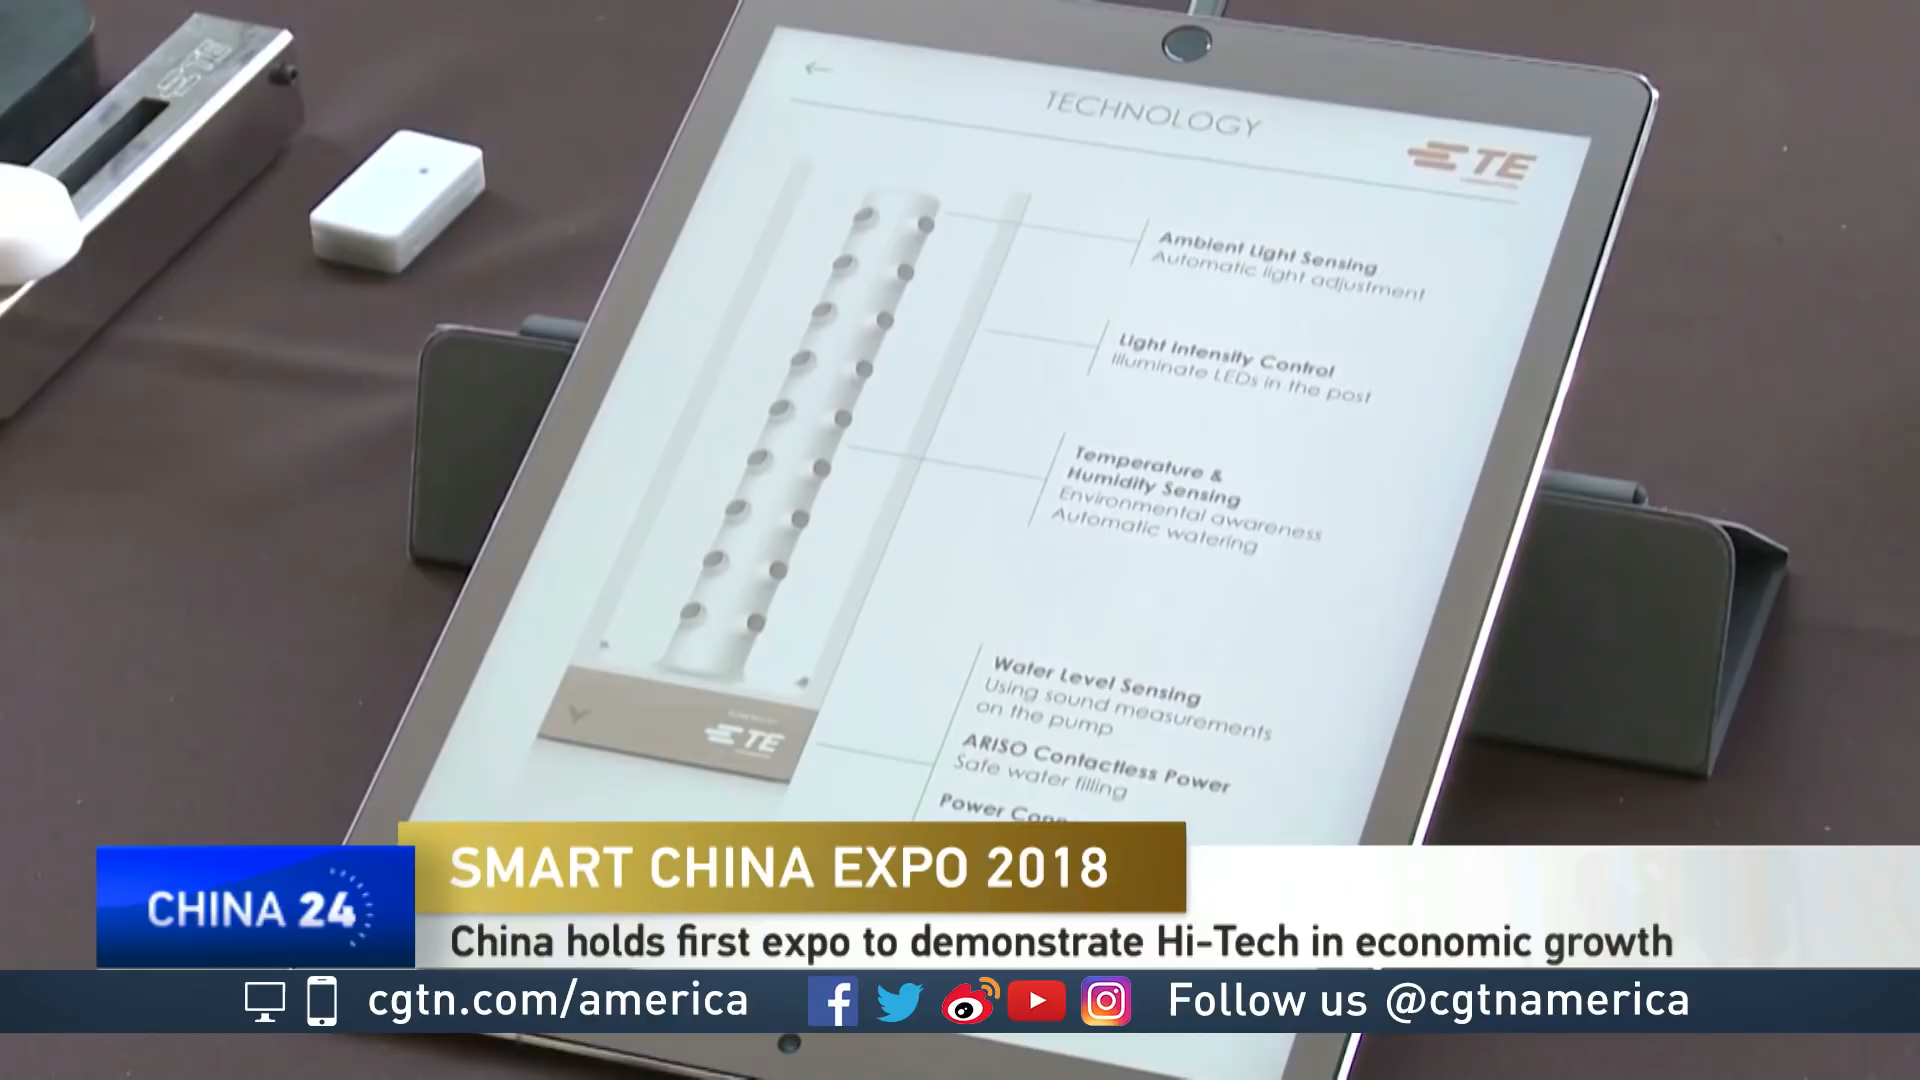 TECHNOLOGY
TE
Ambient Light Sensing
Automatic light adjustment
Light Intensity Control
Illuminate LEDs in the post
Temperature &
Humidity Sensing
Environmental awareness
Automatic watering
Water Level Sensing
Using sound measurements
on the pump
ARISO Contactless Power
Safe water filling
Power
TE
TE
SMART CHINA EXPO 2018
CHINA 24
China holds first expo to demonstrate Hi-Tech in economic growth
cgtn.com/america
Follow us @cgtnamerica